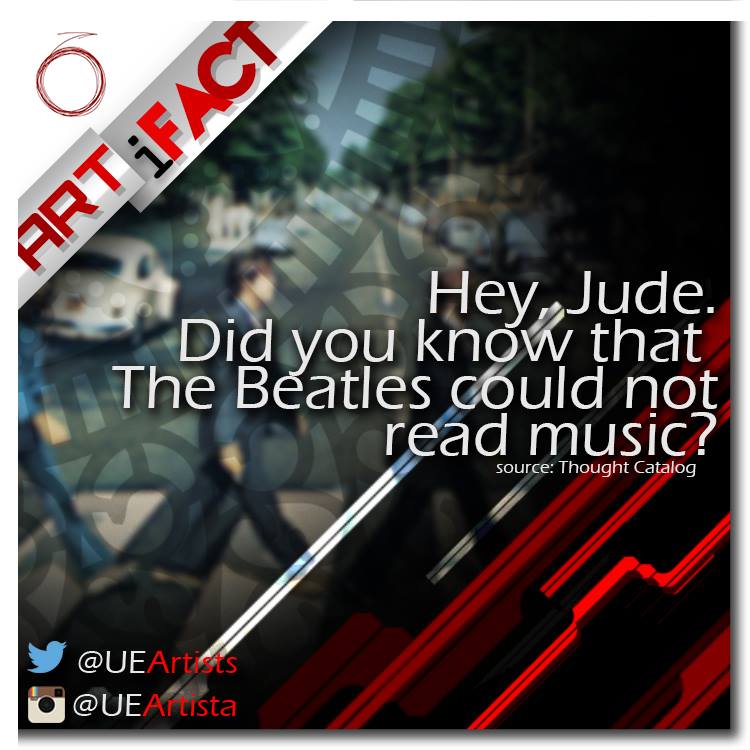 ART iFACT
Hey, Jude.
Did you know that
The Beatles could not
read music?
source: Thought Catalog
@UEArtists
@UEArtista